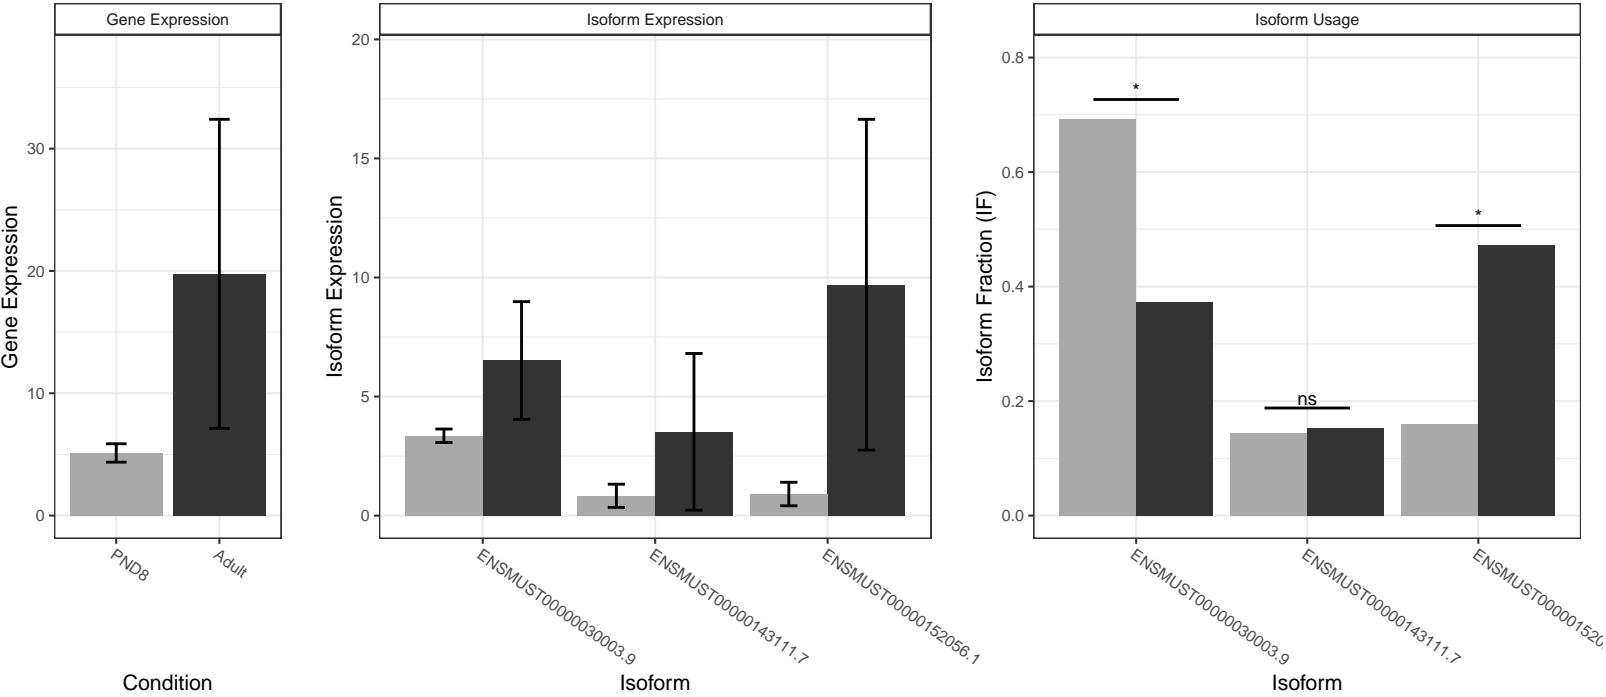 Gene Expression
Isoform Expression
Isoform Usage
Gene Expression
30
20
10
0
PND8
Adult
Condition
Isoform Expression
20
15
10
5
0
ENSMUST00000030003.9
ENSMUST00000143111.7
ENSMUST00000152056.1
Isoform
Isoform Fraction (IF)
0.8
0.6
0.4
0.2
0.0
*
ns
*
ENSMUST00000030003.9
ENSMUST00000143111.7
ENSMUST0000015205
Isoform